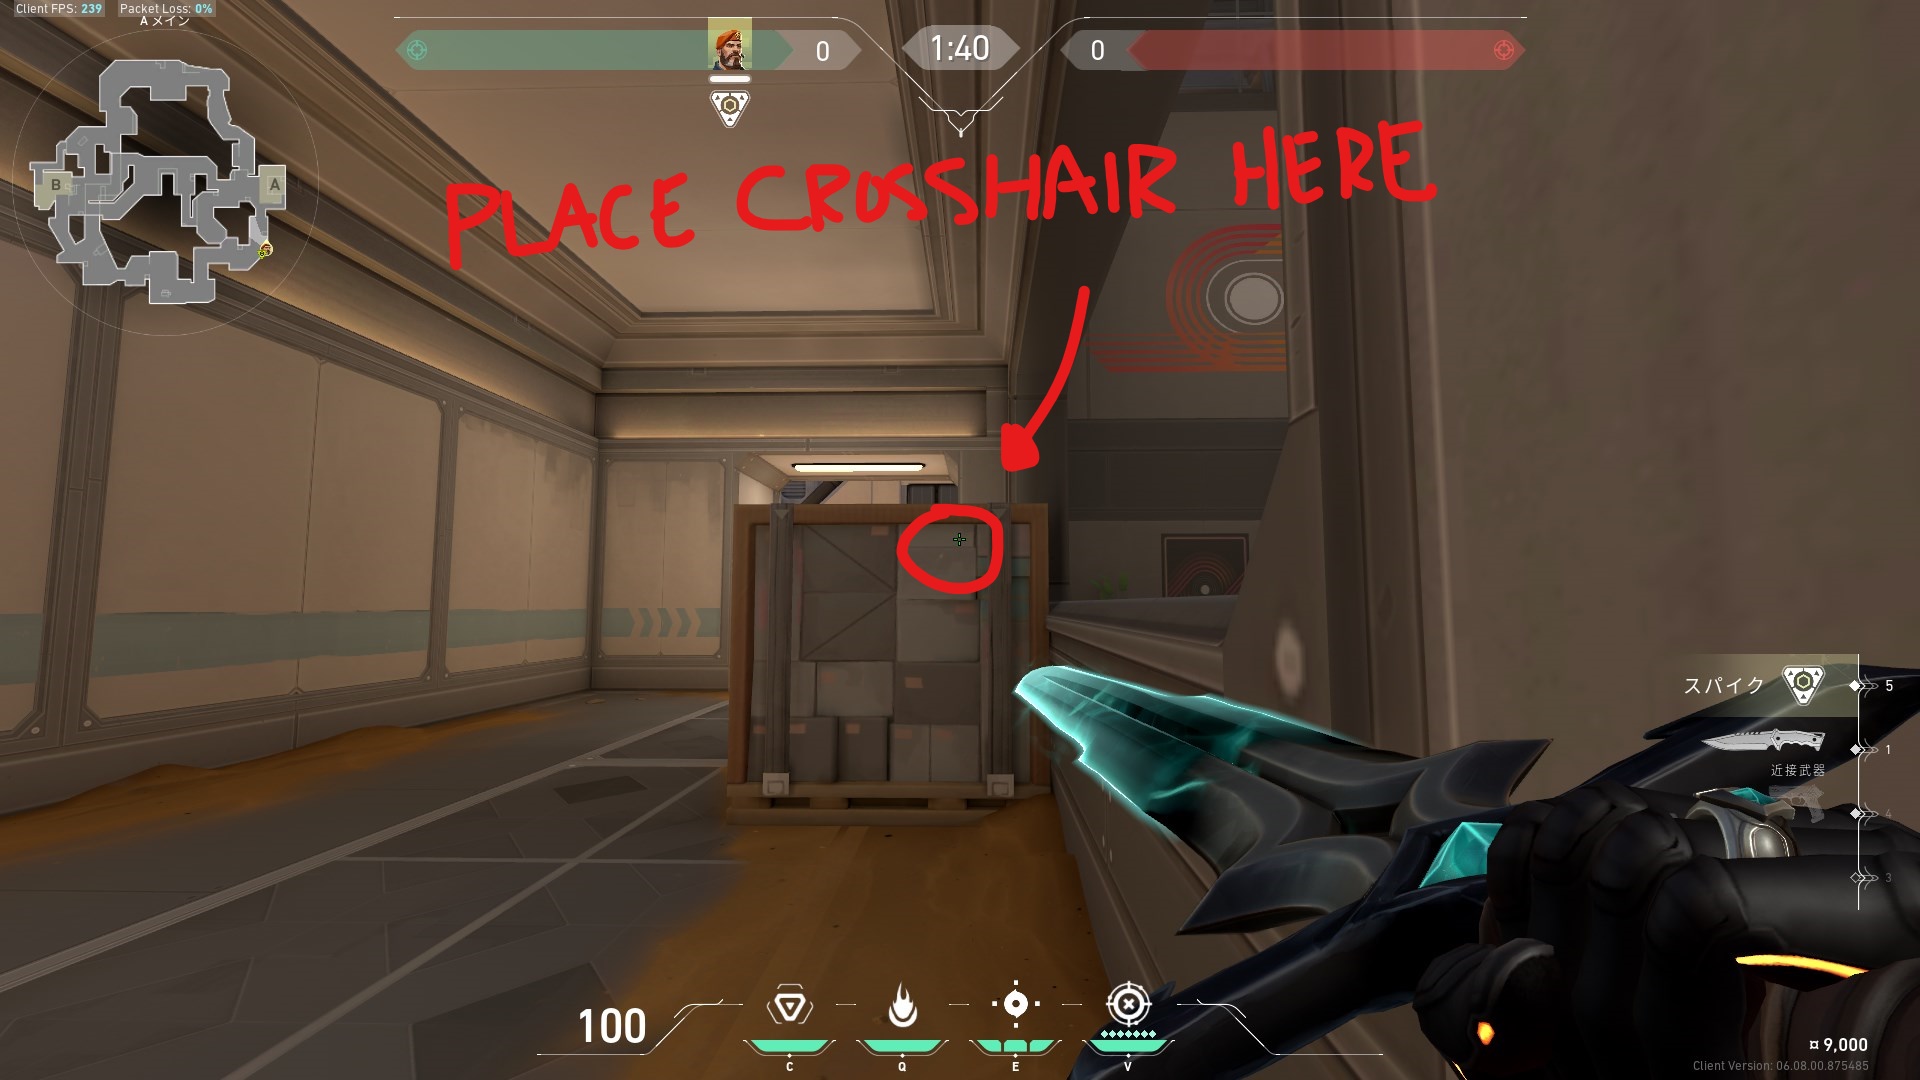 Client FPS: 239 Packet Loss: 0%
A メイン
0
1:40
0
B
A
PLACE CROSSHAIR HERE
スパイク
5
1
近接武器
4
3
100
C
Q
E
V
¤ 9,000
Client Version: 06.08.00.875485